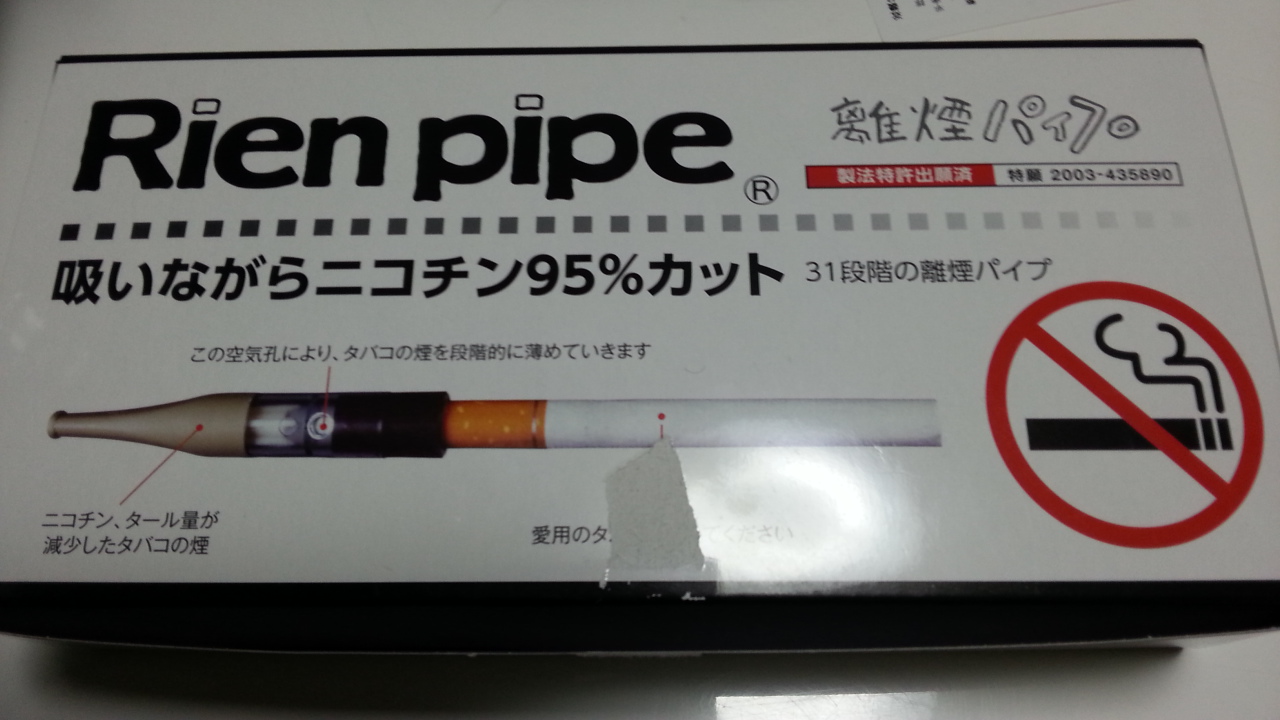 Rien pipe®
離煙パイプ
製法特許出願済 特願 2003-435890
吸いながらニコチン95%カット 31段階の離煙パイプ
この空気孔により、タバコの煙を段階的に薄めていきます
ニコチン、タール量が
減少したタバコの煙
愛用のタ ください